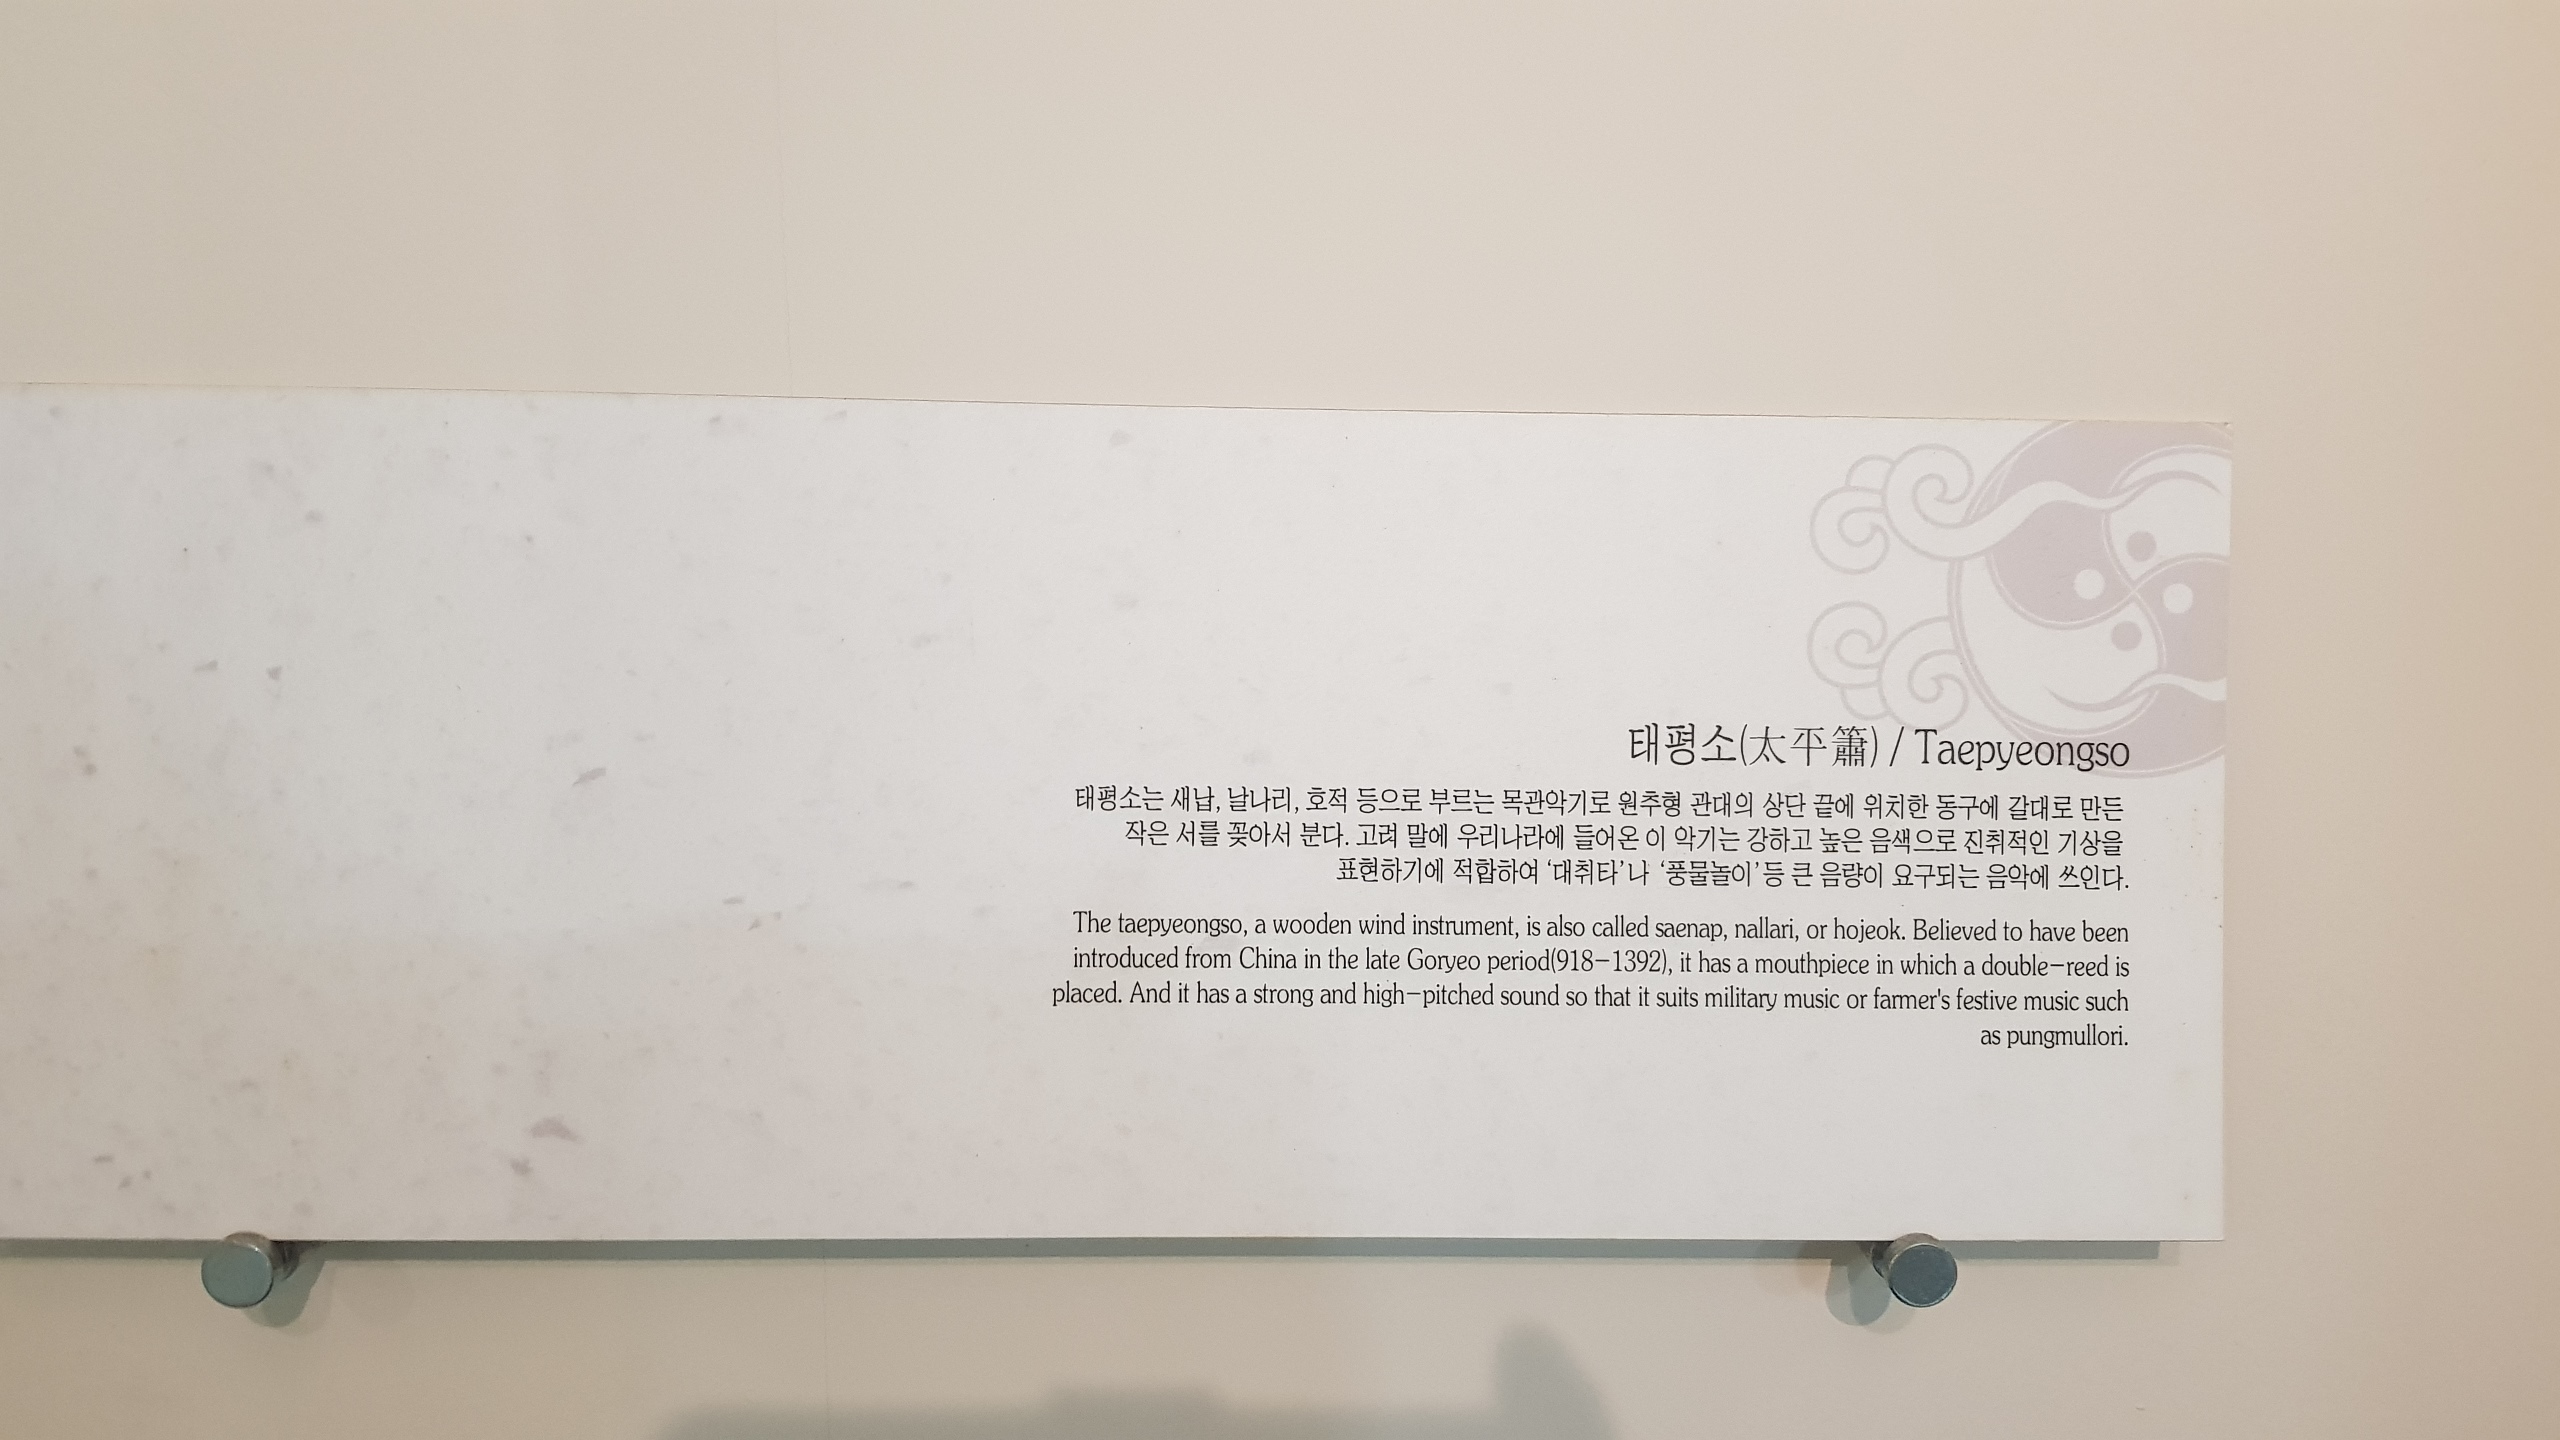 태평소(太平簫) / Taepyeongso
태평소는 새납, 날나리, 호적 등으로 부르는 목관악기로 원추형 관대의 상단 끝에 위치한 동구에 갈대로 만든
작은 서를 꽂아서 분다. 고려 말에 우리나라에 들어온 이 악기는 강하고 높은 음색으로 진취적인 기상을
표현하기에 적합하여 ‘대취타’나 ‘풍물놀이’등 큰 음량이 요구되는 음악에 쓰인다.
The taepyeongso, a wooden wind instrument, is also called saenap, nallari, or hojeok. Believed to have been
introduced from China in the late Goryeo period(918-1392), it has a mouthpiece in which a double-reed is
placed. And it has a strong and high-pitched sound so that it suits military music or farmer's festive music such
as pungmullori.